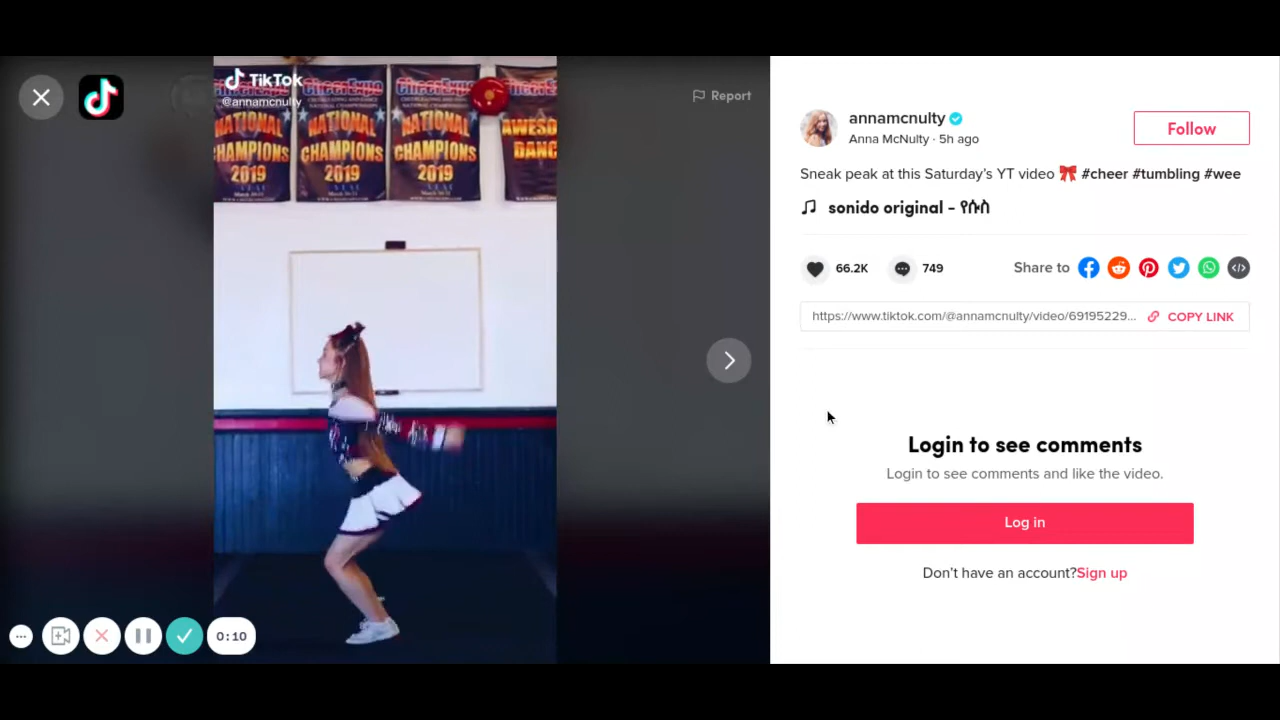 TikTok
@annamcnulty
CheerExpo
CheerExpo
CheerExpo
NATIONAL
CHAMPIONS
2019
NATIONAL
CHAMPIONS
2019
NATIONAL
CHAMPIONS
2019
Report
annamcnulty
Anna McNulty · 5h ago
Follow
Sneak peak at this Saturday's YT video 🎀 #cheer #tumbling #wee
sonido original - የሱስ
66.2K
749
Share to
https://www.tiktok.com/@annamcnulty/video/69195229...
COPY LINK
Login to see comments
Login to see comments and like the video.
Log in
Don't have an account?Sign up
0:10